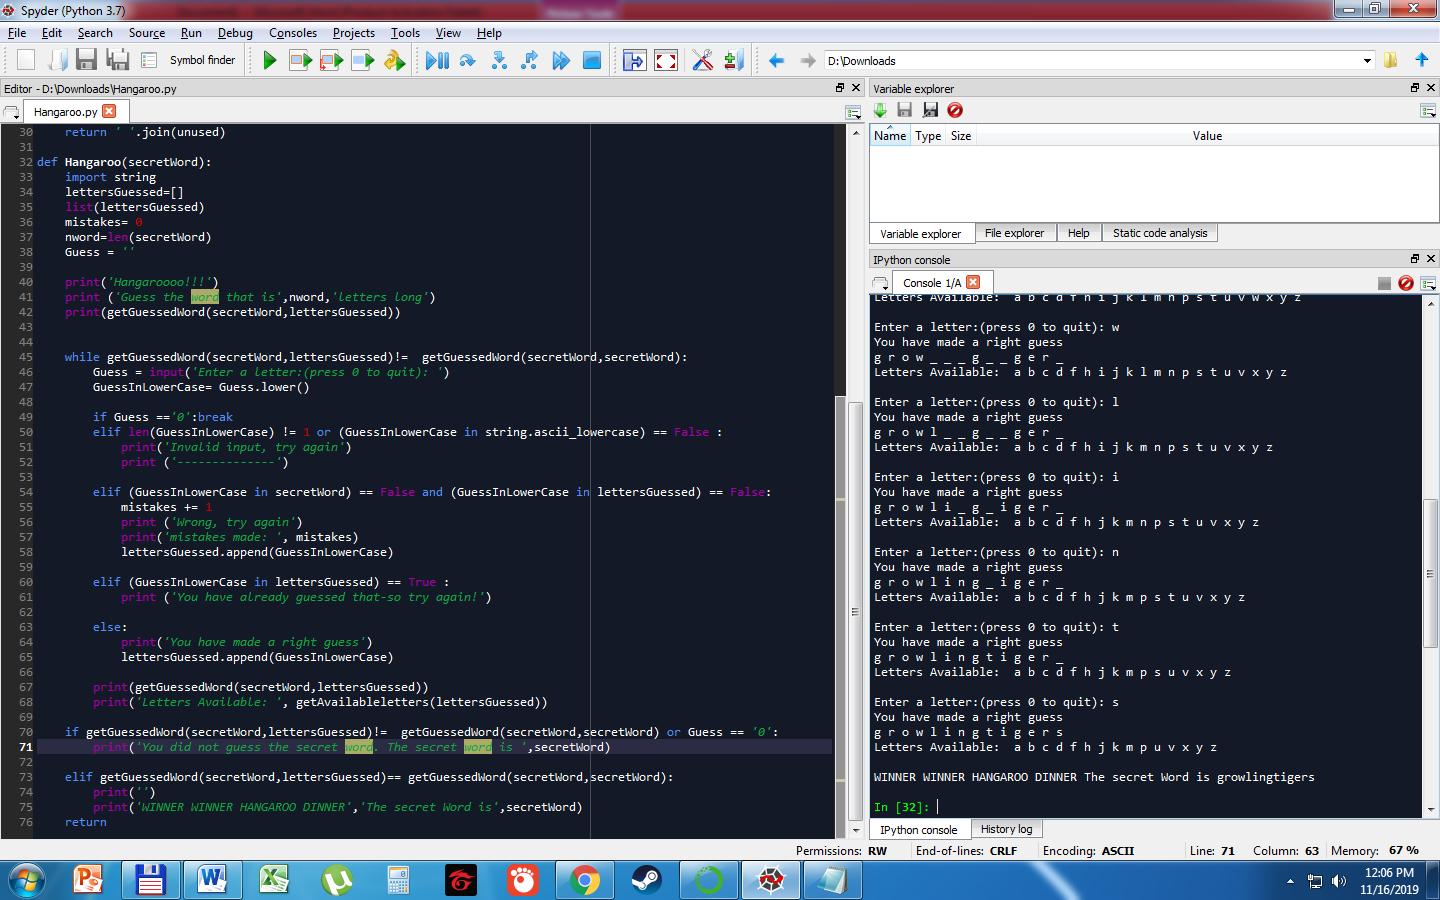 Spyder (Python 3.7)
File Edit Search Source Run Debug Consoles Projects Tools View Help
Symbol finder
D:\Downloads
Editor - D:\Downloads\Hangaroo.py
Hangaroo.py
30 return ' '.join(unused)
31
32 def Hangaroo(secretWord):
33 import string
34 lettersGuessed=[]
35 list(lettersGuessed)
36 mistakes= 0
37 nword=len(secretWord)
38 Guess = ''
39
40 print('Hangaroooo!!!')
41 print ('Guess the word that is',nword,'letters long')
42 print(getGuessedWord(secretWord,lettersGuessed))
43
44
45 while getGuessedWord(secretWord,lettersGuessed)!=  getGuessedWord(secretWord,secretWord):
46 Guess = input('Enter a letter:(press 0 to quit): ')
47 GuessInLowerCase= Guess.lower()
48
49 if Guess =='0':break
50 elif len(GuessInLowerCase) != 1 or (GuessInLowerCase in string.ascii_lowercase) == False :
51 print('Invalid input, try again')
52 print ('--------------')
53
54 elif (GuessInLowerCase in secretWord) == False and (GuessInLowerCase in lettersGuessed) == False:
55 mistakes += 1
56 print ('Wrong, try again')
57 print('mistakes made: ', mistakes)
58 lettersGuessed.append(GuessInLowerCase)
59
60 elif (GuessInLowerCase in lettersGuessed) == True :
61 print ('You have already guessed that-so try again!')
62
63 else:
64 print('You have made a right guess')
65 lettersGuessed.append(GuessInLowerCase)
66
67 print(getGuessedWord(secretWord,lettersGuessed))
68 print('Letters Available: ', getAvailableletters(lettersGuessed))
69
70 if getGuessedWord(secretWord,lettersGuessed)!=  getGuessedWord(secretWord,secretWord) or Guess == '0':
71 print('You did not guess the secret word. The secret word is ',secretWord)
72
73 elif getGuessedWord(secretWord,lettersGuessed)== getGuessedWord(secretWord,secretWord):
74 print('')
75 print('WINNER WINNER HANGAROO DINNER','The secret Word is',secretWord)
76 return
Variable explorer
Name Type Size Value
Variable explorer File explorer Help Static code analysis
IPython console
Console 1/A
Letters Available:  a b c d f h i j k l m n p s t u v w x y z
Enter a letter:(press 0 to quit): w
You have made a right guess
g r o w _ _ _ g _ _ g e r _
Letters Available:  a b c d f h i j k l m n p s t u v x y z
Enter a letter:(press 0 to quit): l
You have made a right guess
g r o w l _ _ g _ _ g e r _
Letters Available:  a b c d f h i j k m n p s t u v x y z
Enter a letter:(press 0 to quit): i
You have made a right guess
g r o w l i _ g _ i g e r _
Letters Available:  a b c d f h j k m n p s t u v x y z
Enter a letter:(press 0 to quit): n
You have made a right guess
g r o w l i n g _ i g e r _
Letters Available:  a b c d f h j k m p s t u v x y z
Enter a letter:(press 0 to quit): t
You have made a right guess
g r o w l i n g t i g e r _
Letters Available:  a b c d f h j k m p s u v x y z
Enter a letter:(press 0 to quit): s
You have made a right guess
g r o w l i n g t i g e r s
Letters Available:  a b c d f h j k m p u v x y z
WINNER WINNER HANGAROO DINNER The secret Word is growlingtigers
In [32]:
IPython console History log
Permissions: RW End-of-lines: CRLF Encoding: ASCII Line: 71 Column: 63 Memory: 67 %
12:06 PM
11/16/2019